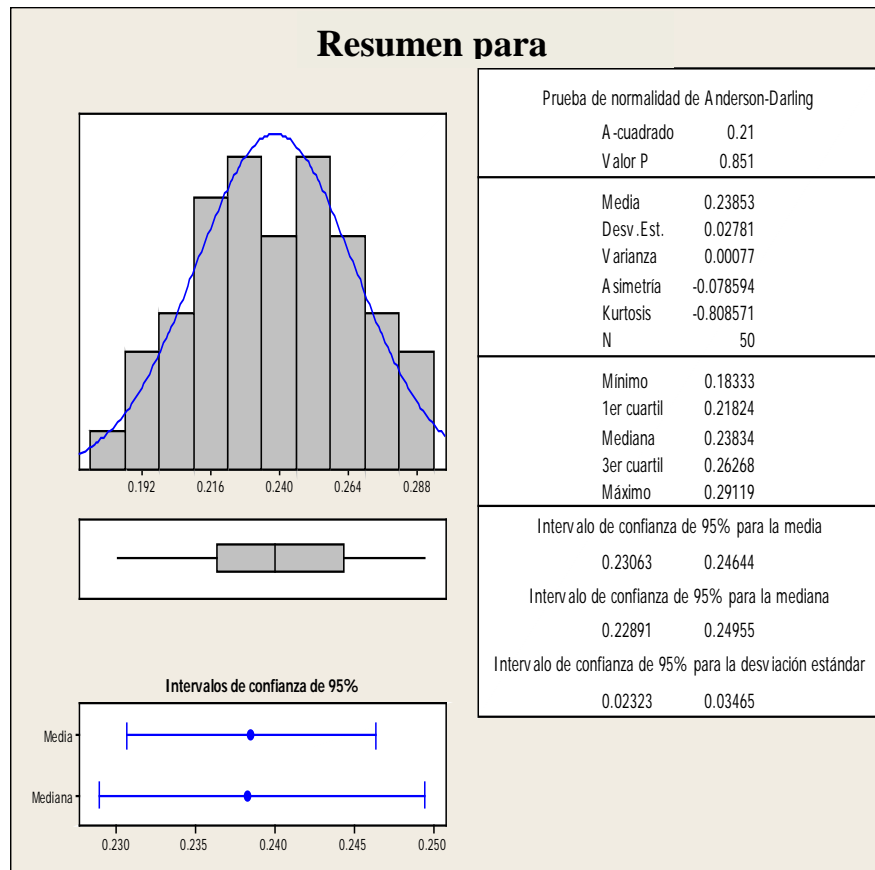 Resumen para
Prueba de normalidad de Anderson-Darling
A-cuadrado 0.21
Valor P 0.851
Media 0.23853
Desv.Est. 0.02781
Varianza 0.00077
Asimetría -0.078594
Kurtosis -0.808571
N 50
Mínimo 0.18333
1er cuartil 0.21824
Mediana 0.23834
3er cuartil 0.26268
Máximo 0.29119
Intervalo de confianza de 95% para la media
0.23063 0.24644
Intervalo de confianza de 95% para la mediana
0.22891 0.24955
Intervalo de confianza de 95% para la desviación estándar
0.02323 0.03465
0.192 0.216 0.240 0.264 0.288
Intervalos de confianza de 95%
Media
Mediana
0.230 0.235 0.240 0.245 0.250